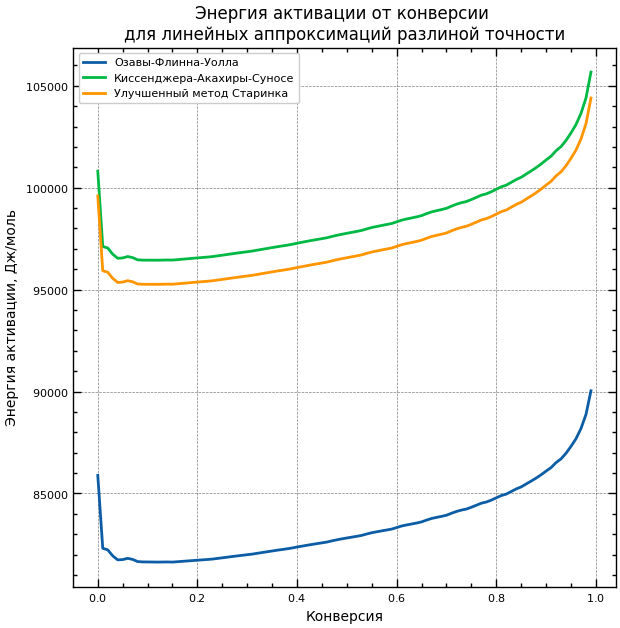 Энергия активации от конверсии
для линейных аппроксимаций разлиной точности
Озавы-Флинна-Уолла
Киссенджера-Акахиры-Суносе
Улучшенный метод Старинка
Энергия активации, Дж/моль
105000
100000
95000
90000
85000
0.0 0.2 0.4 0.6 0.8 1.0
Конверсия